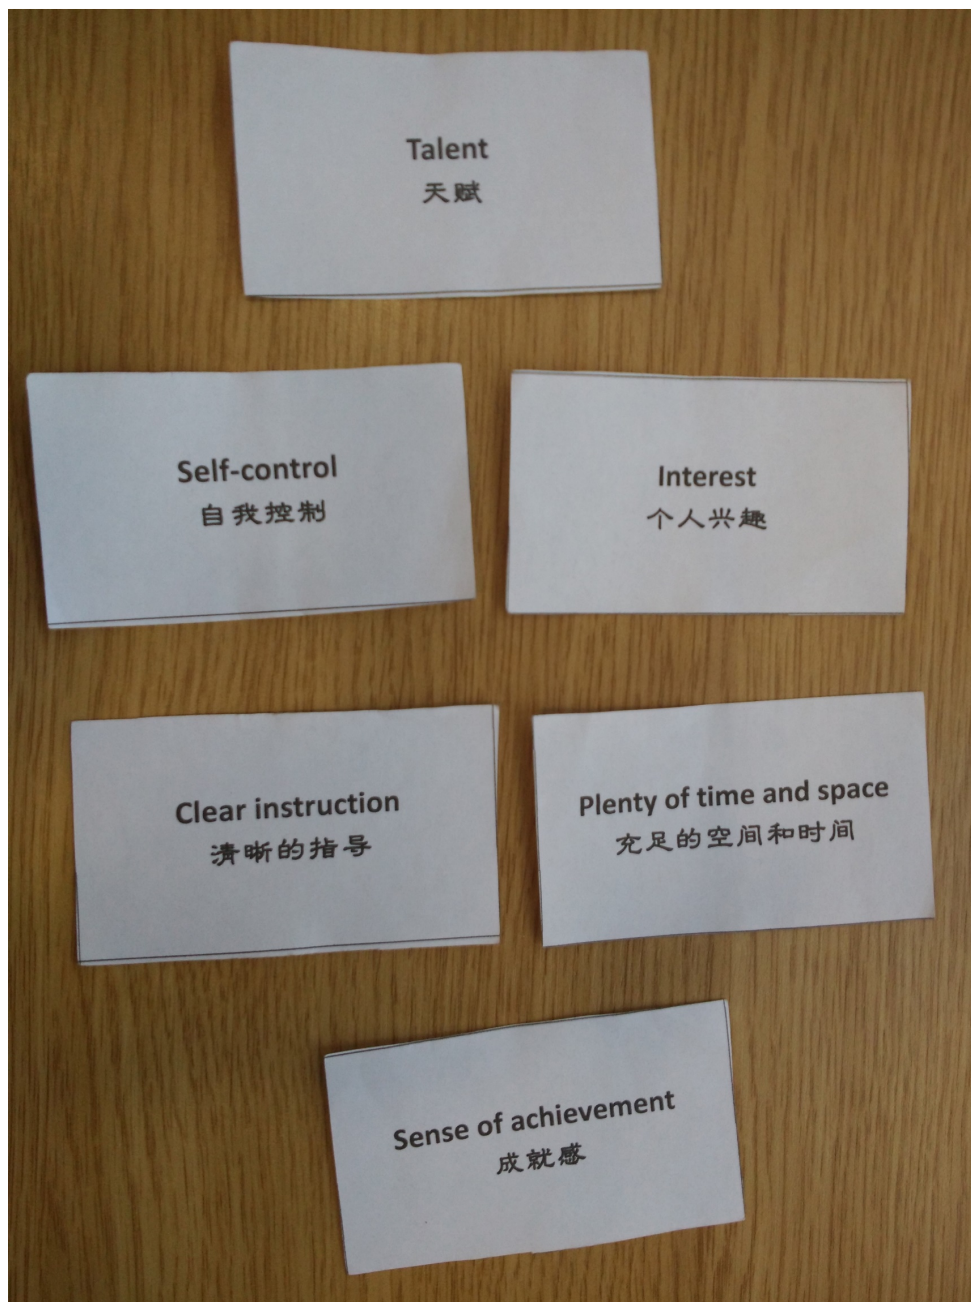 Talent
天赋
Self-control
自我控制
Interest
个人兴趣
Clear instruction
清晰的指导
Plenty of time and space
充足的空间和时间
Sense of achievement
成就感